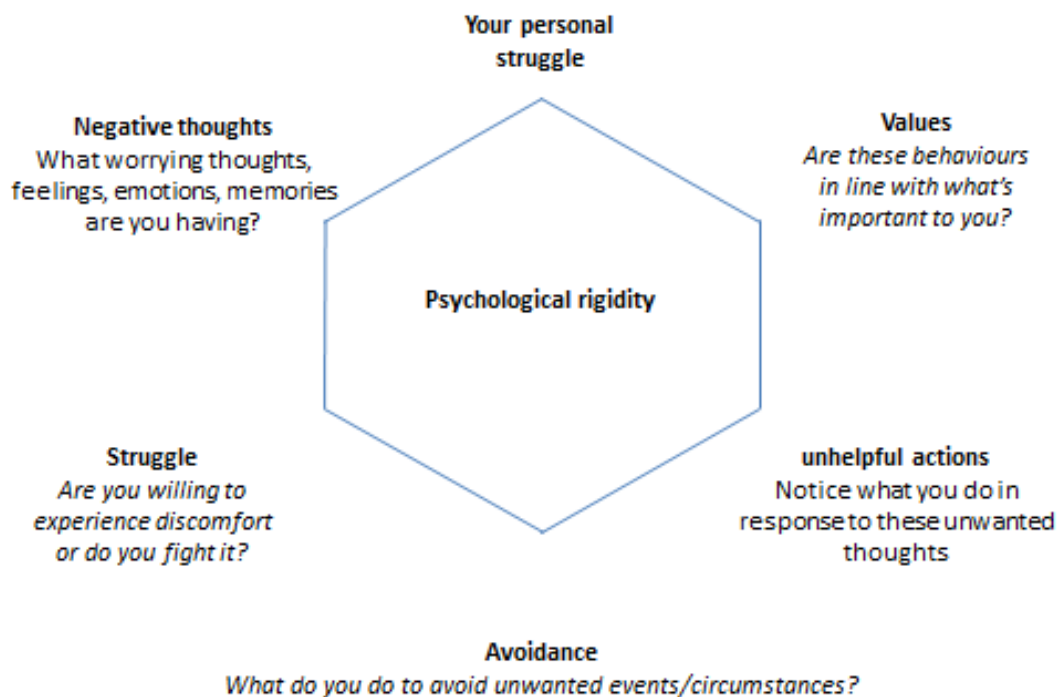 Your personal
struggle
Negative thoughts
What worrying thoughts,
feelings, emotions, memories
are you having?
Values
Are these behaviours
in line with what's
important to you?
Psychological rigidity
Struggle
Are you willing to
experience discomfort
or do you fight it?
unhelpful actions
Notice what you do in
response to these unwanted
thoughts
Avoidance
What do you do to avoid unwanted events/circumstances?